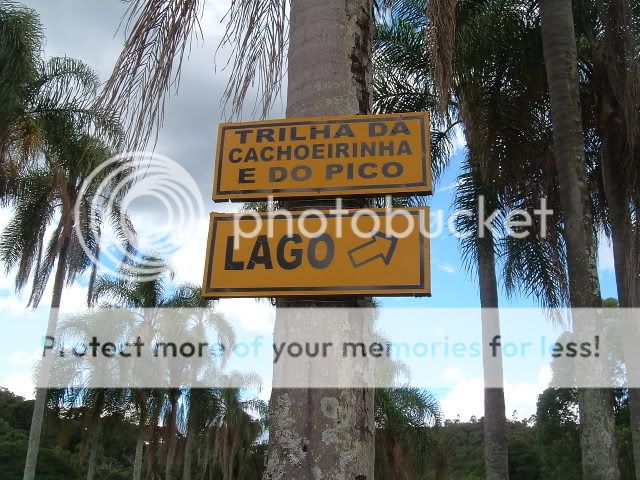 TRILHA DA
CACHOEIRINHA
E DO PICO
LAGO
photobucket
Protect more of your memories for less!